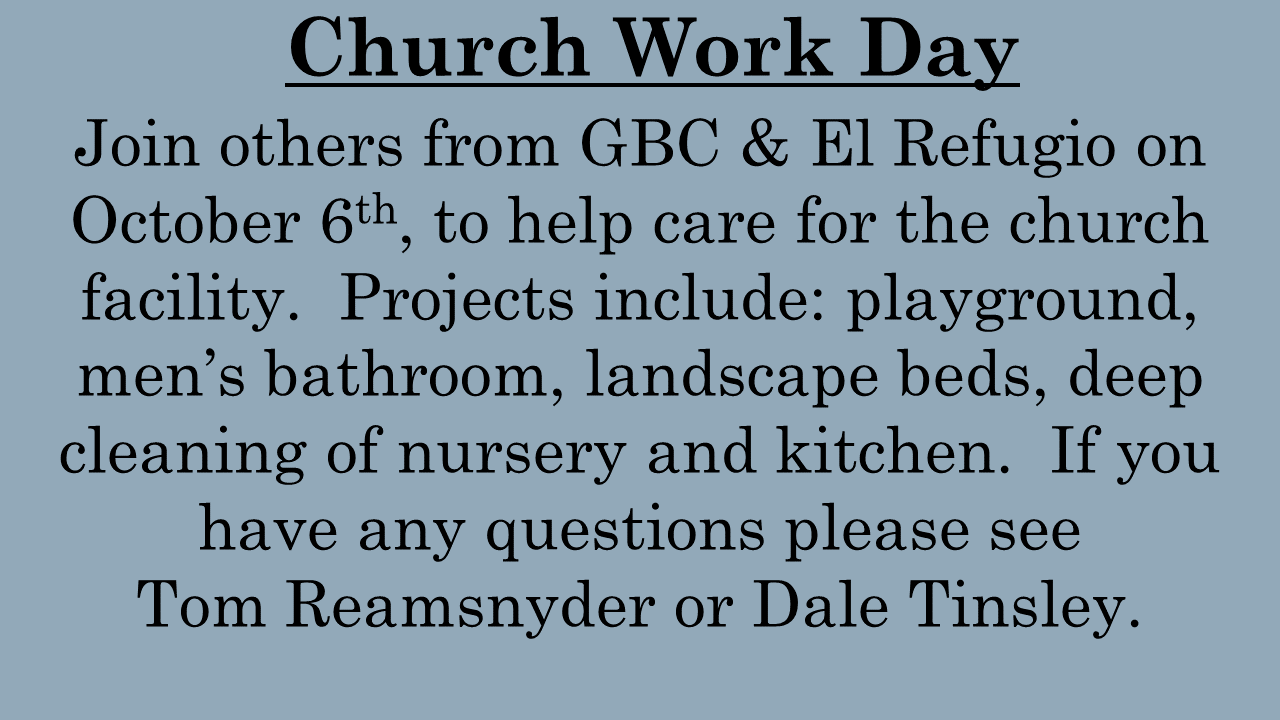 Church Work Day
Join others from GBC & El Refugio on
October 6th, to help care for the church
facility.  Projects include: playground,
men’s bathroom, landscape beds, deep
cleaning of nursery and kitchen.  If you
have any questions please see
Tom Reamsnyder or Dale Tinsley.